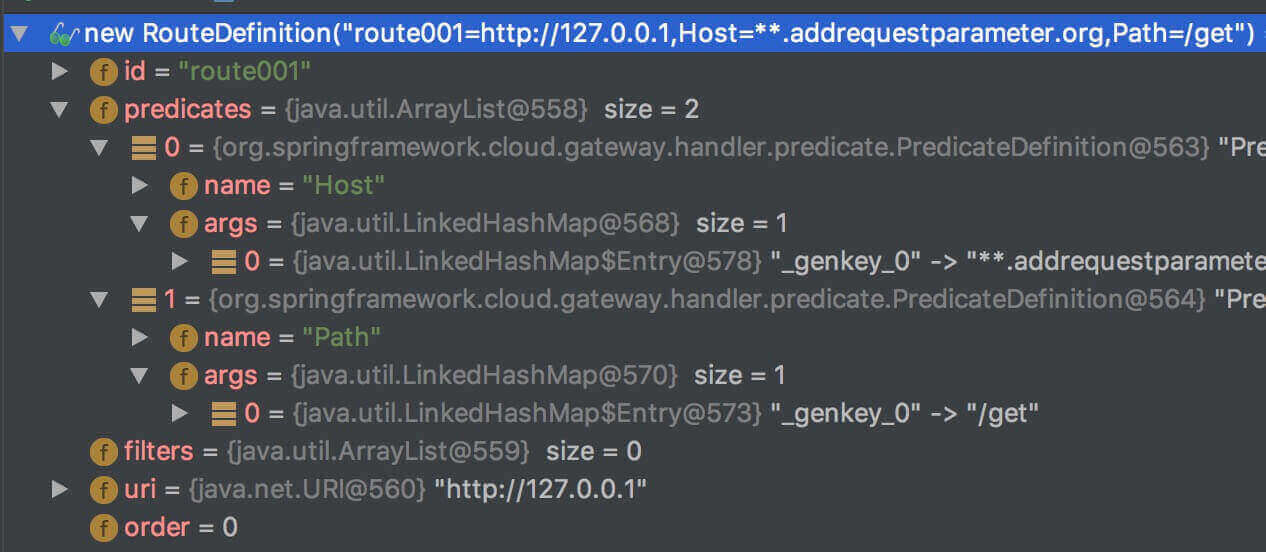 new RouteDefinition("route001=http://127.0.0.1,Host=**.addrequestparameter.org,Path=/get")
f id = "route001"
f predicates = {java.util.ArrayList@558} size = 2
0 = {org.springframework.cloud.gateway.handler.predicate.PredicateDefinition@563} "Pre
f name = "Host"
f args = {java.util.LinkedHashMap@568} size = 1
0 = {java.util.LinkedHashMap$Entry@578} "_genkey_0" -> "**.addrequestparamete
1 = {org.springframework.cloud.gateway.handler.predicate.PredicateDefinition@564} "Pre
f name = "Path"
f args = {java.util.LinkedHashMap@570} size = 1
0 = {java.util.LinkedHashMap$Entry@573} "_genkey_0" -> "/get"
f filters = {java.util.ArrayList@559} size = 0
f uri = {java.net.URI@560} "http://127.0.0.1"
f order = 0